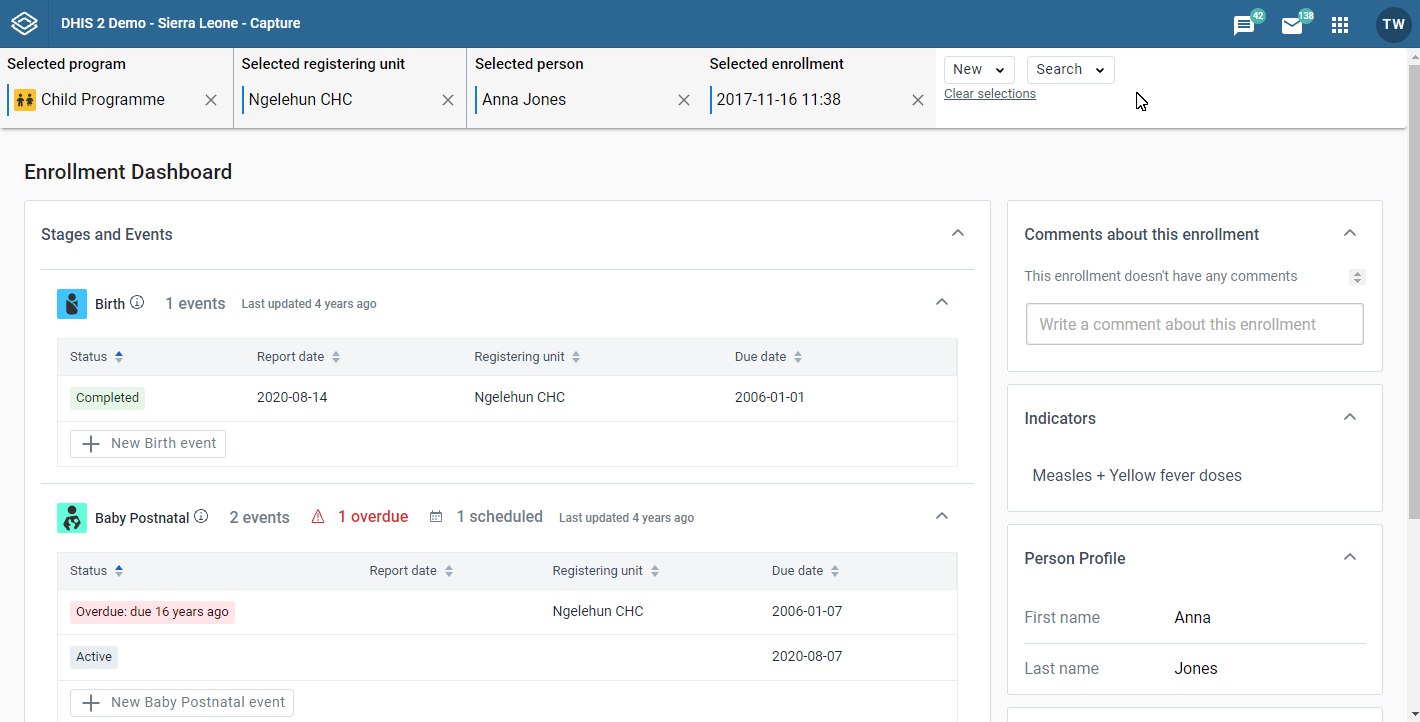 DHIS 2 Demo - Sierra Leone - Capture
42
138
TW
Selected program
Child Programme
Selected registering unit
Ngelehun CHC
Selected person
Anna Jones
Selected enrollment
2017-11-16 11:38
New
Search
Clear selections
Enrollment Dashboard
Stages and Events
Birth 1 events Last updated 4 years ago
Status Report date Registering unit Due date
Completed 2020-08-14 Ngelehun CHC 2006-01-01
New Birth event
Baby Postnatal 2 events 1 overdue 1 scheduled Last updated 4 years ago
Status Report date Registering unit Due date
Overdue: due 16 years ago Ngelehun CHC 2006-01-07
Active 2020-08-07
New Baby Postnatal event
Comments about this enrollment
This enrollment doesn't have any comments
Write a comment about this enrollment
Indicators
Measles + Yellow fever doses
Person Profile
First name Anna
Last name Jones